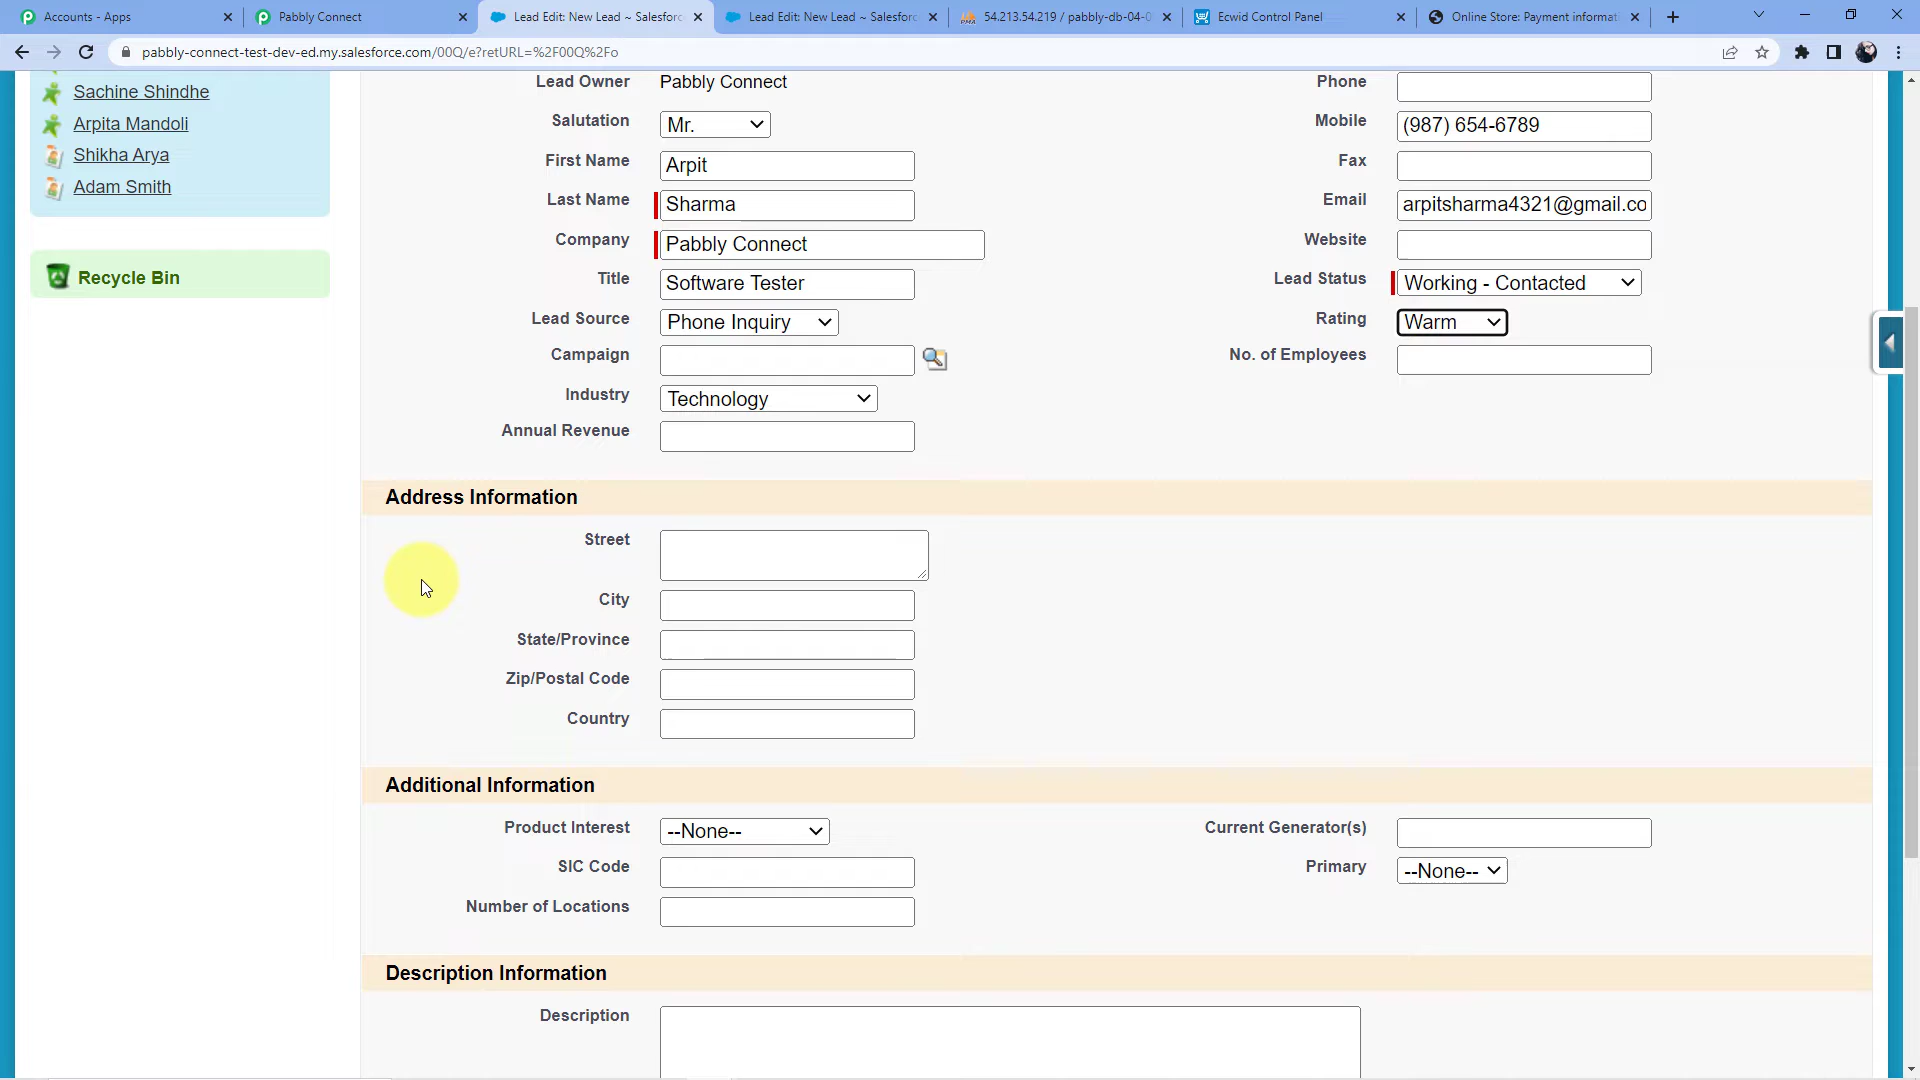 Accounts - Apps
Pabbly Connect
Lead Edit: New Lead ~ Salesforc
Lead Edit: New Lead ~ Salesforc
54.213.54.219 / pabbly-db-04-0
Ecwid Control Panel
Online Store: Payment informat
pabbly-connect-test-dev-ed.my.salesforce.com/00Q/e?retURL=%2F00Q%2Fo
Sachine Shindhe
Arpita Mandoli
Shikha Arya
Adam Smith
Recycle Bin
Lead Owner Pabbly Connect Phone
Salutation Mr. Mobile (987) 654-6789
First Name Arpit Fax
Last Name Sharma Email arpitsharma4321@gmail.co
Company Pabbly Connect Website
Title Software Tester Lead Status Working - Contacted
Lead Source Phone Inquiry Rating Warm
Campaign No. of Employees
Industry Technology
Annual Revenue
Address Information
Street
City
State/Province
Zip/Postal Code
Country
Additional Information
Product Interest --None-- Current Generator(s)
SIC Code Primary --None--
Number of Locations
Description Information
Description